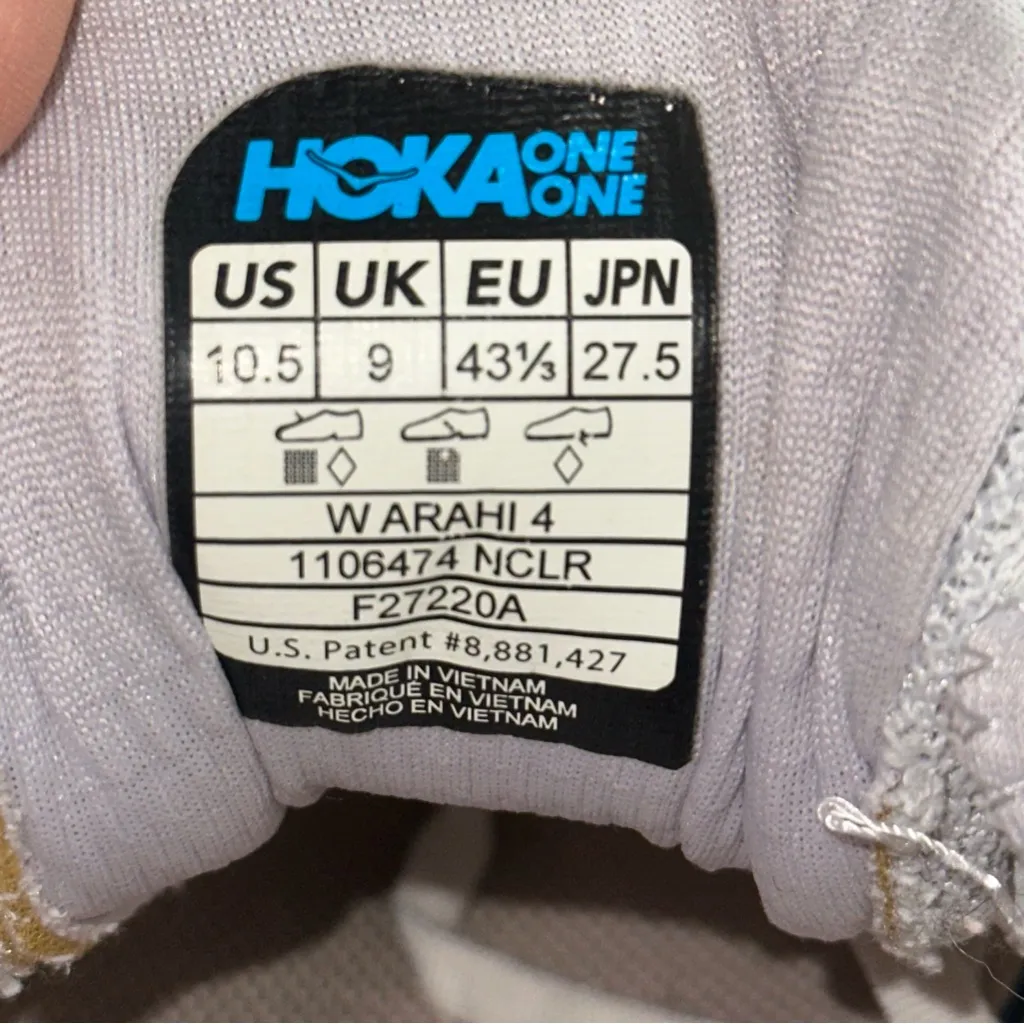 HOKA ONE ONE
US UK EU JPN
10.5 9 43⅓ 27.5
W ARAHI 4
1106474 NCLR
F27220A
U.S. Patent #8,881,427
MADE IN VIETNAM
FABRIQUÉ EN VIETNAM
HECHO EN VIETNAM